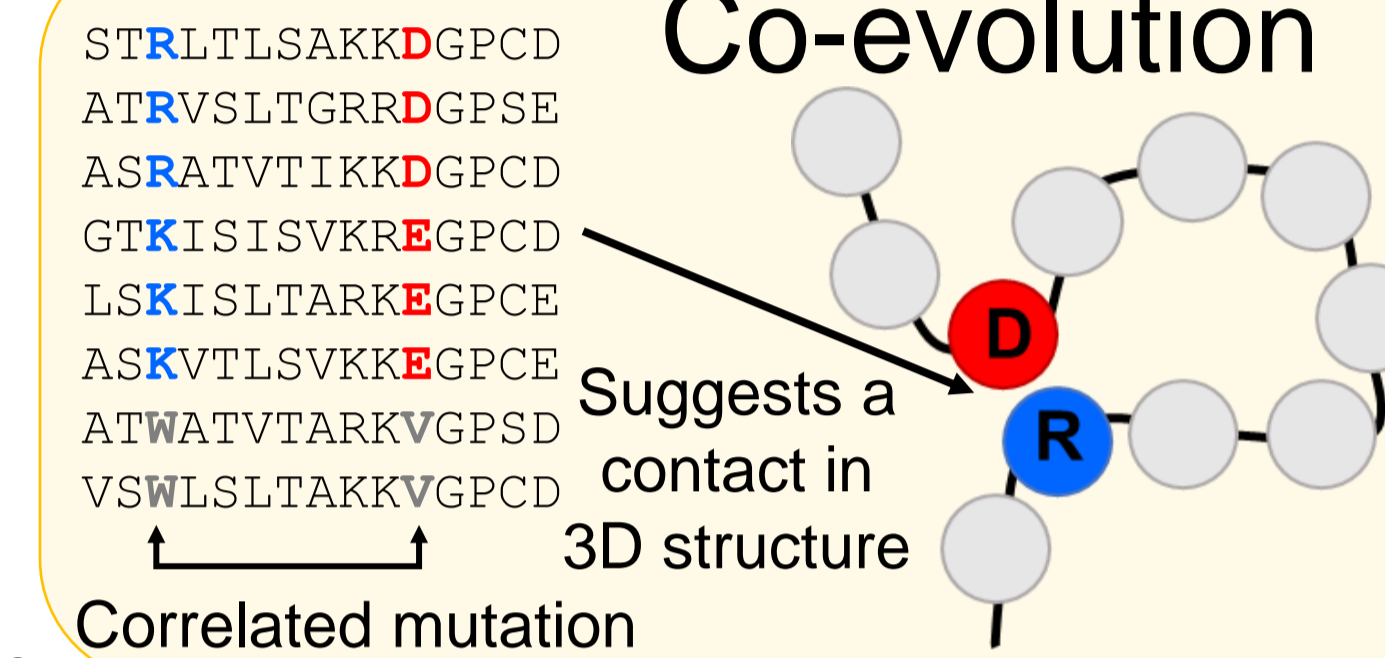 Co-evolution
STRLTLSAKKDGPCD
ATRVSLTGRRDGPSE
ASRATVTIKKDGPCD
GTKISISVKREGPCD
LSKISLTARKEGPCE
ASKVTLSVKKEGPCE
ATWATVTARKVGPSD
VSWLSLTAKKVGPCD
Correlated mutation
Suggests a
contact in
3D structure
D
R